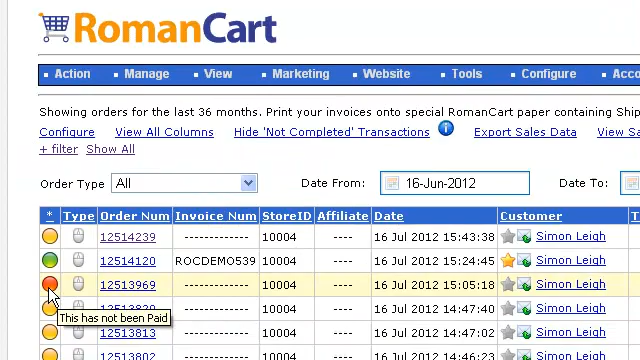 RomanCart
Action Manage View Marketing Website Tools Configure
Showing orders for the last 36 months. Print your invoices onto special RomanCart paper containing
Configure View All Columns Hide 'Not Completed' Transactions i Export Sales Data
+ filter Show All
Order Type All Date From: 16-Jun-2012 Date To:
* Type Order Num Invoice Num StoreID Affiliate Date Customer
12514239 ------------- 10004 ---- 16 Jul 2012 15:43:38 Simon Leigh
12514120 ROCDEMO539 10004 ---- 16 Jul 2012 15:24:45 Simon Leigh
12513969 ------------- 10004 ---- 16 Jul 2012 15:05:18 Simon Leigh
------------- 10004 ---- 16 Jul 2012 14:47:40 Simon Leigh
This has not been Paid
12513813 ------------- 10004 ---- 16 Jul 2012 14:47:02 Simon Leigh
12513802 ------------- 10004 ---- 16 Jul 2012 14:46:21 Simon Leigh